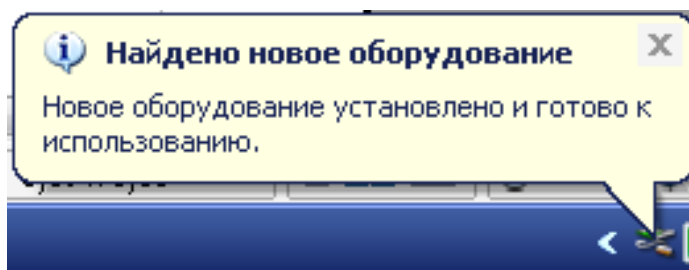 Найдено новое оборудование
Новое оборудование установлено и готово к
использованию.